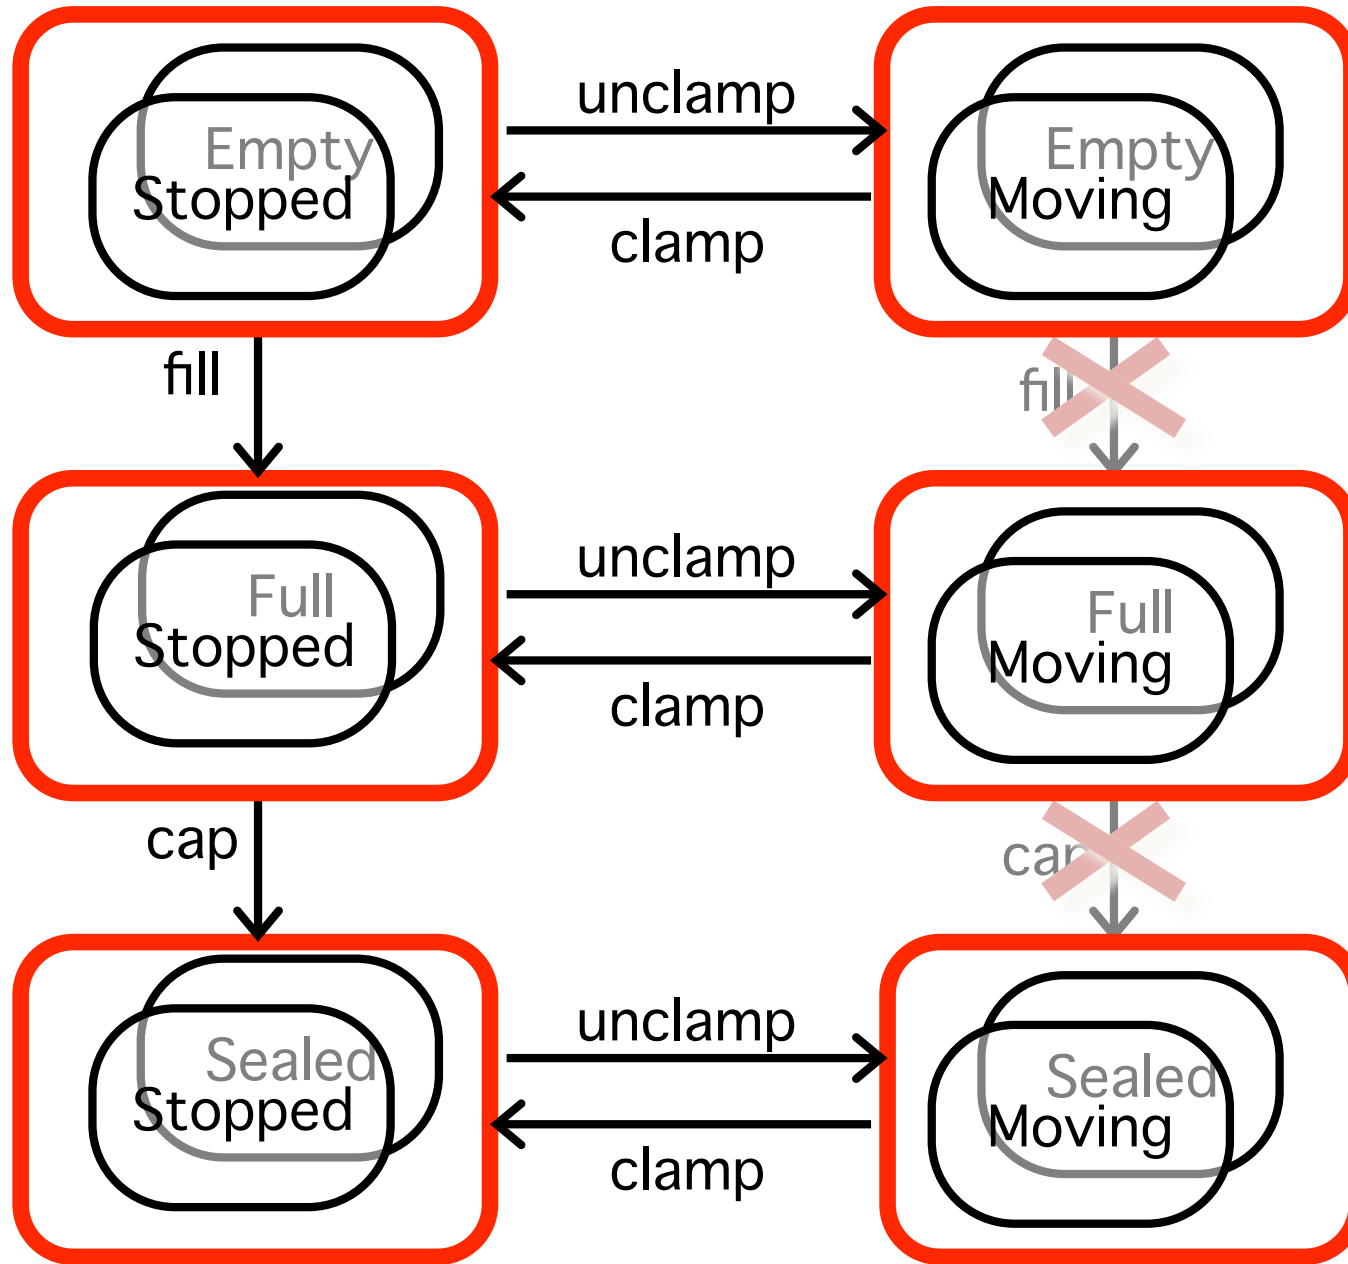 Empty
Stopped
unclamp
clamp
Empty
Moving
fill
fill
Full
Stopped
unclamp
clamp
Full
Moving
cap
cap
Sealed
Stopped
unclamp
clamp
Sealed
Moving